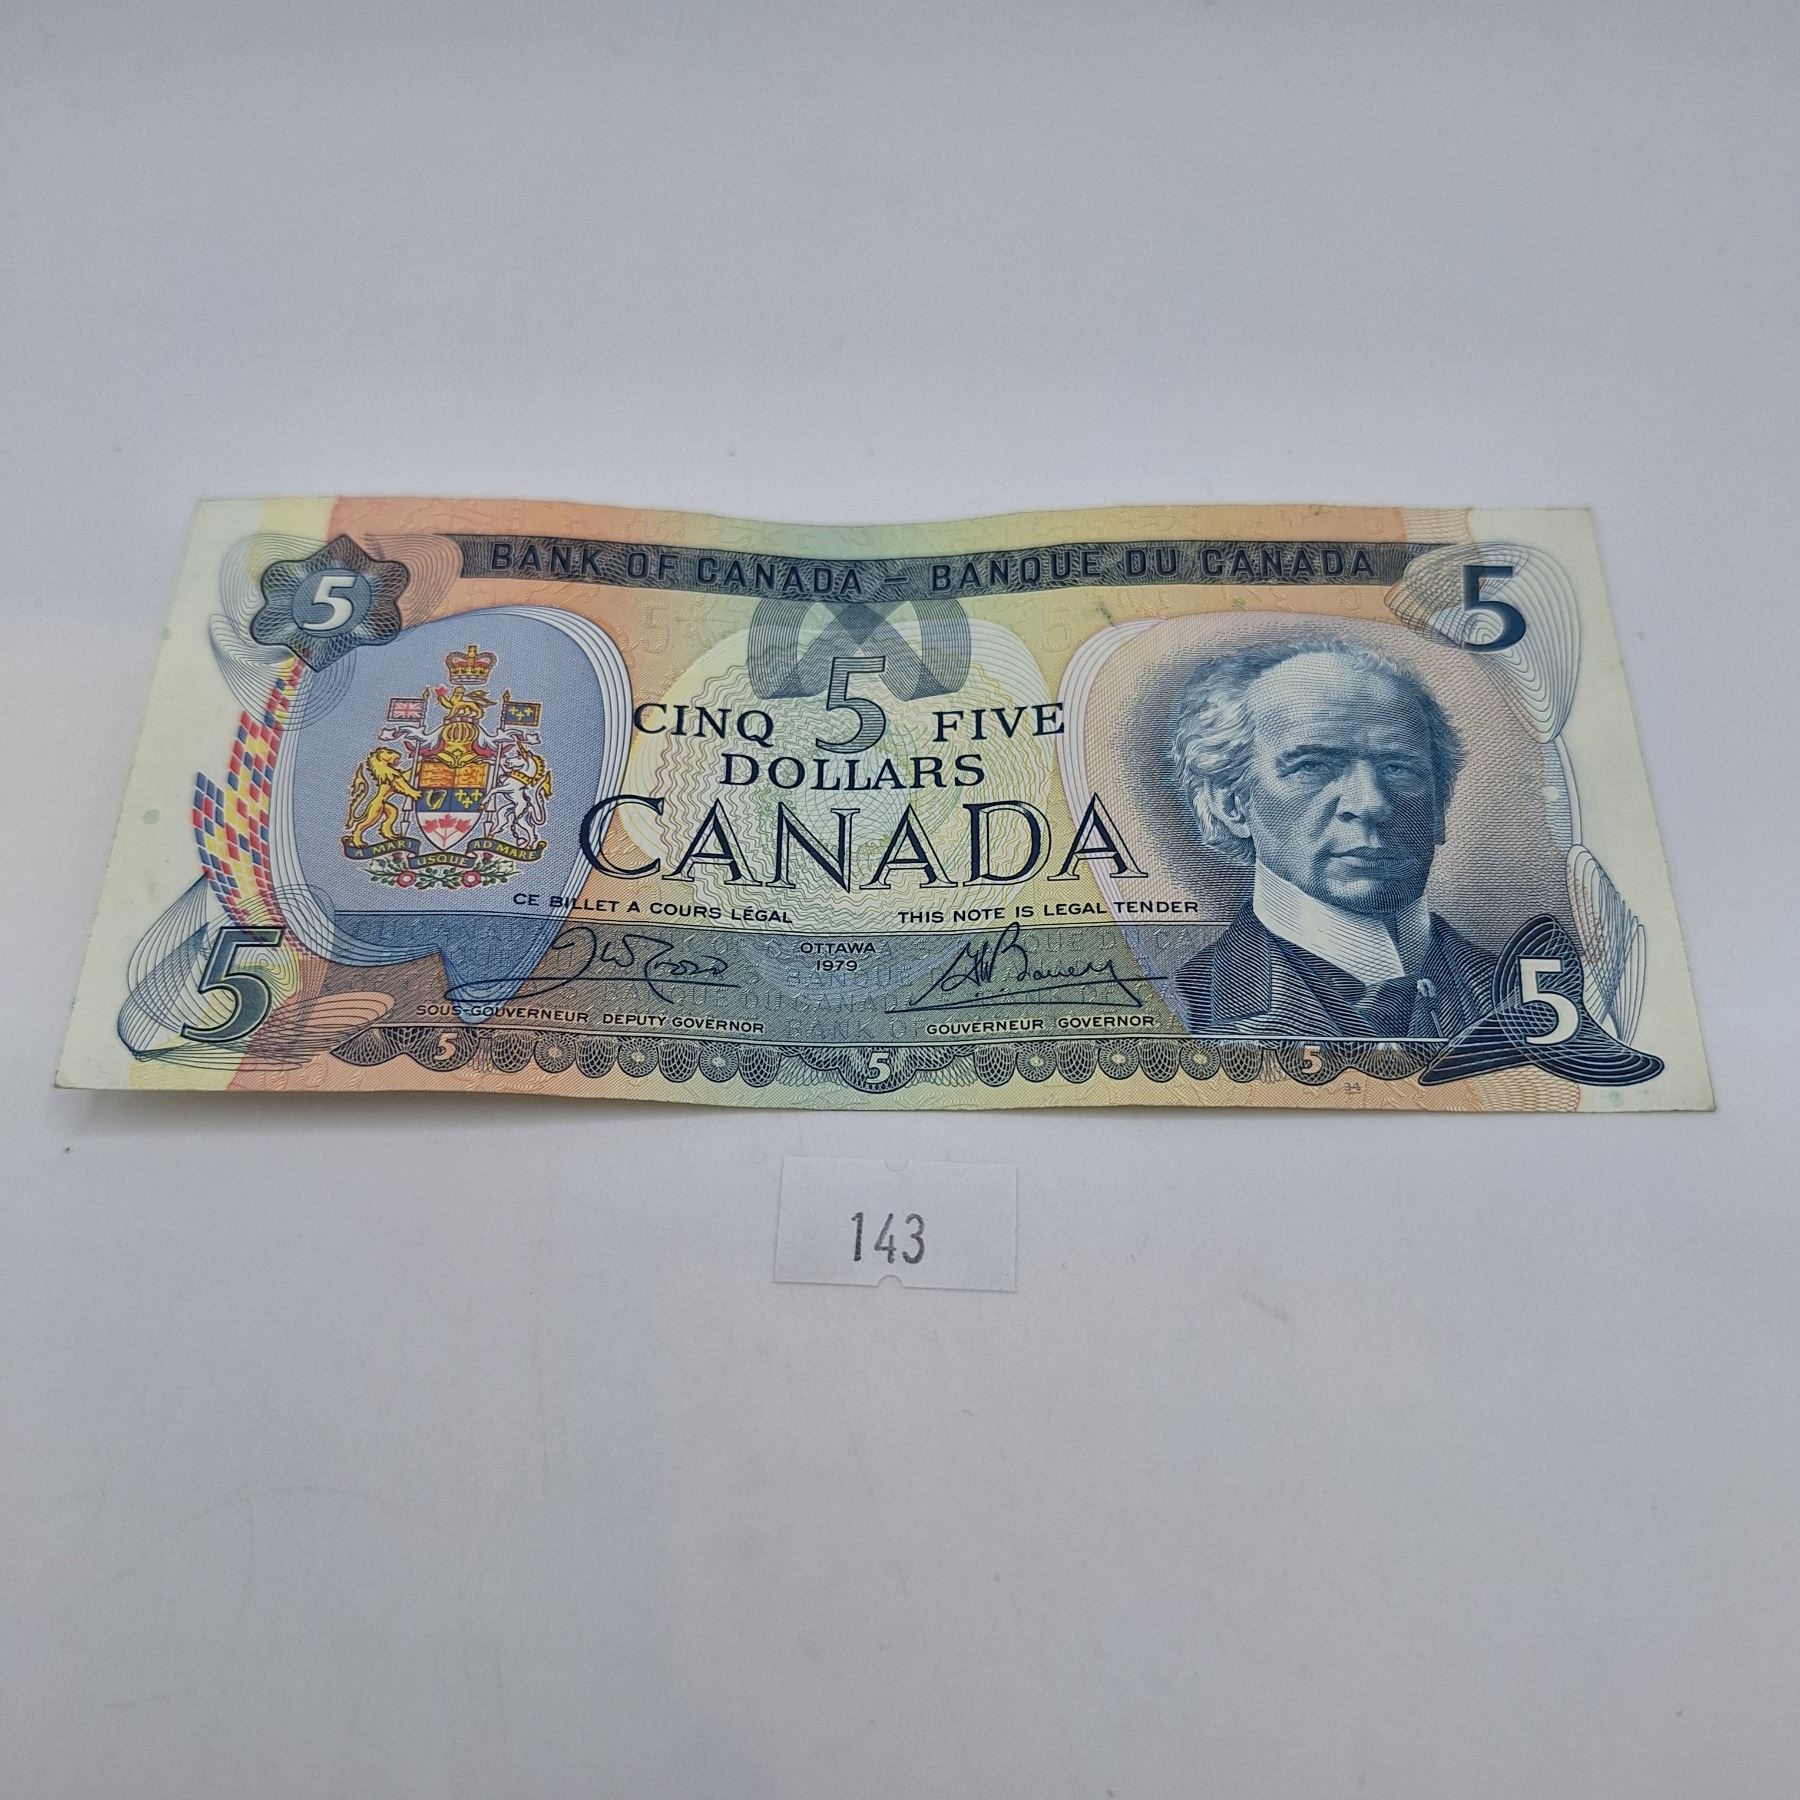 BANK OF CANADA – BANQUE DU CANADA
5 5
CINQ 5 FIVE
DOLLARS
CANADA
A MARI USQUE AD MARE
CE BILLET A COURS LÉGAL THIS NOTE IS LEGAL TENDER
OTTAWA
1979
5 5
SOUS-GOUVERNEUR DEPUTY GOVERNOR GOUVERNEUR GOVERNOR
5 5 5
34
143